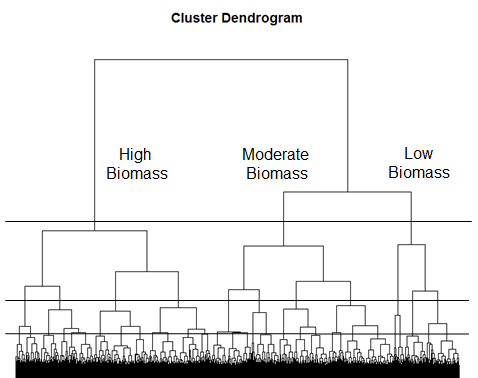 Cluster Dendrogram
High
Biomass
Moderate
Biomass
Low
Biomass